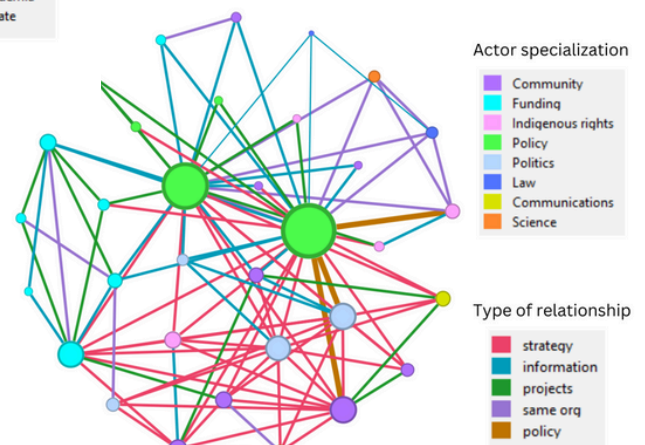 ate
Actor specialization
Community
Funding
Indigenous rights
Policy
Politics
Law
Communications
Science
Type of relationship
strategy
information
projects
same org
policy